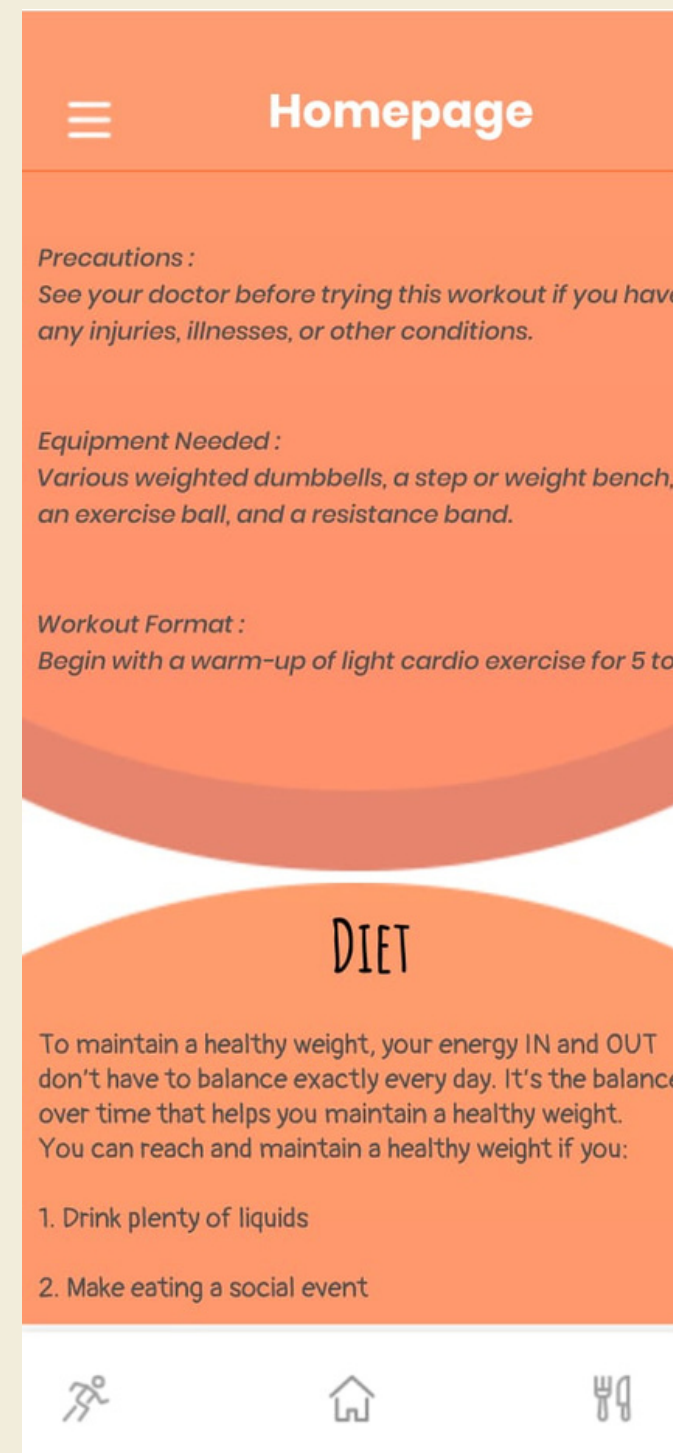 Homepage
Precautions :
See your doctor before trying this workout if you have
any injuries, illnesses, or other conditions.
Equipment Needed :
Various weighted dumbbells, a step or weight bench,
an exercise ball, and a resistance band.
Workout Format :
Begin with a warm-up of light cardio exercise for 5 to
DIET
To maintain a healthy weight, your energy IN and OUT
don't have to balance exactly every day. It's the balance
over time that helps you maintain a healthy weight.
You can reach and maintain a healthy weight if you:
1. Drink plenty of liquids
2. Make eating a social event